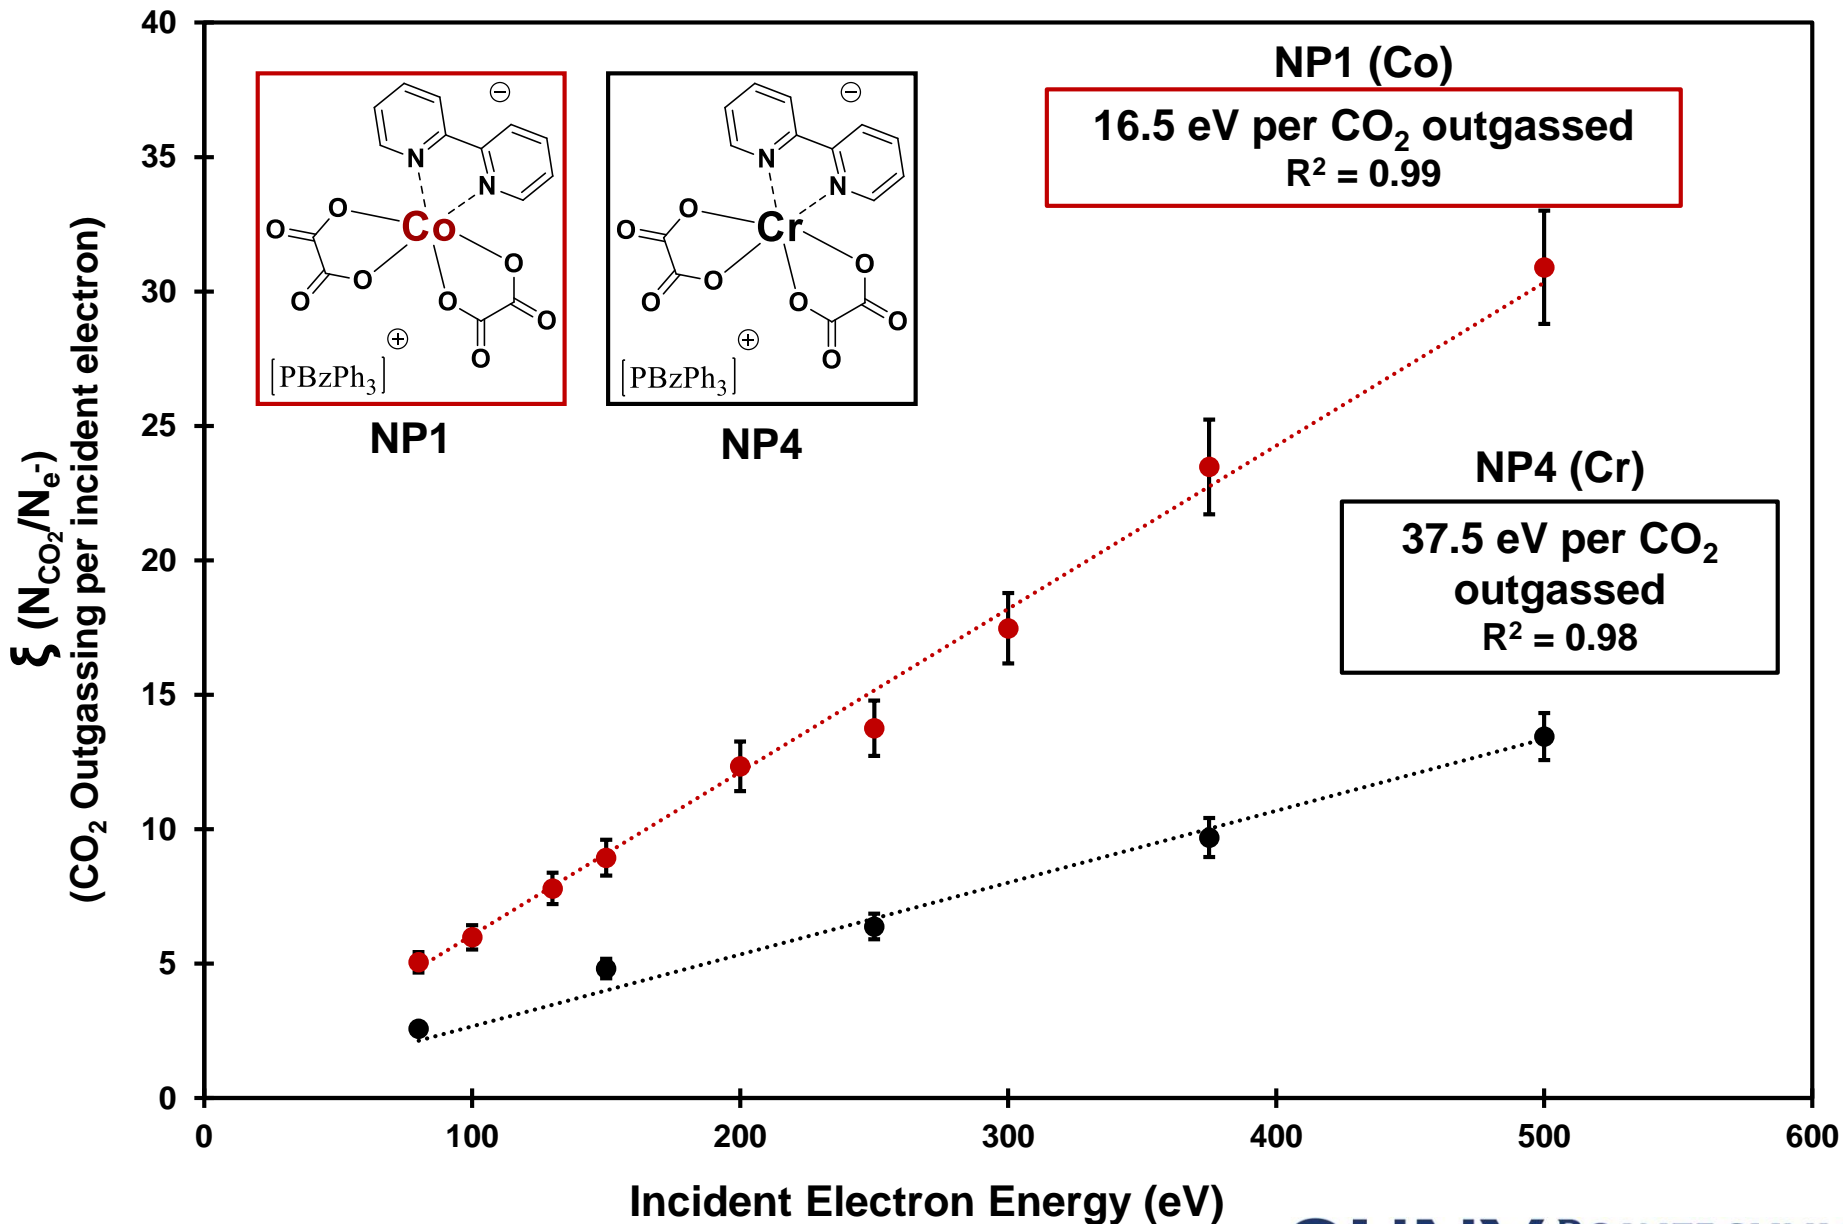 40
35
30
25
20
15
10
5
0
0
100
200
300
400
500
600
ξ (N_CO₂/N_e-)
(CO₂ Outgassing per incident electron)
Incident Electron Energy (eV)
NP1 (Co)
16.5 eV per CO₂ outgassed
R² = 0.99
NP4 (Cr)
37.5 eV per CO₂
outgassed
R² = 0.98
⊖
N
N
O
O
Co
O
O
O
O
O
O
⊕
[PBzPh₃]
NP1
⊖
N
N
O
O
Cr
O
O
O
O
O
O
⊕
[PBzPh₃]
NP4